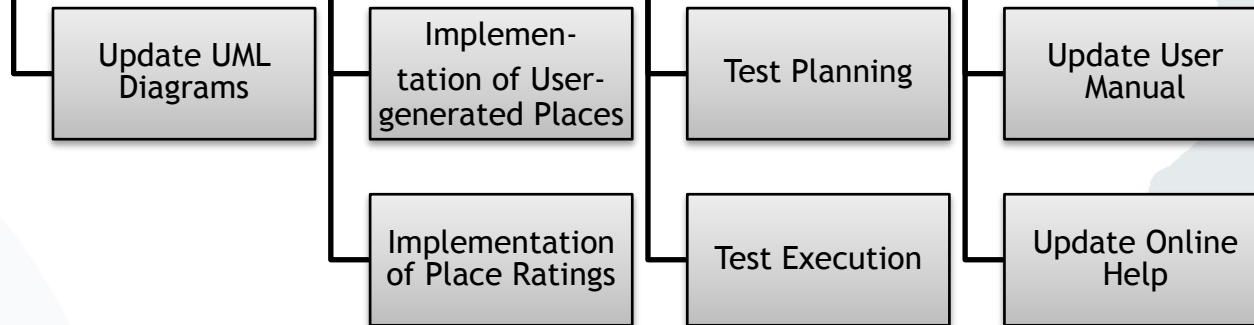 Update UML
Diagrams
Implemen-
tation of User-
generated Places
Test Planning
Update User
Manual
Implementation
of Place Ratings
Test Execution
Update Online
Help